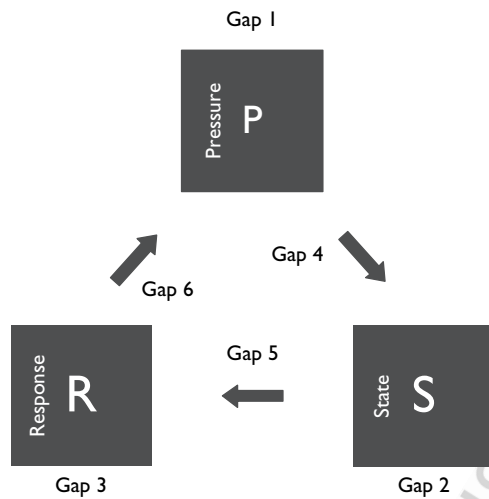 Gap 1
Pressure
P
Gap 4
Gap 6
Gap 5
Response
R
State
S
Gap 3
Gap 2